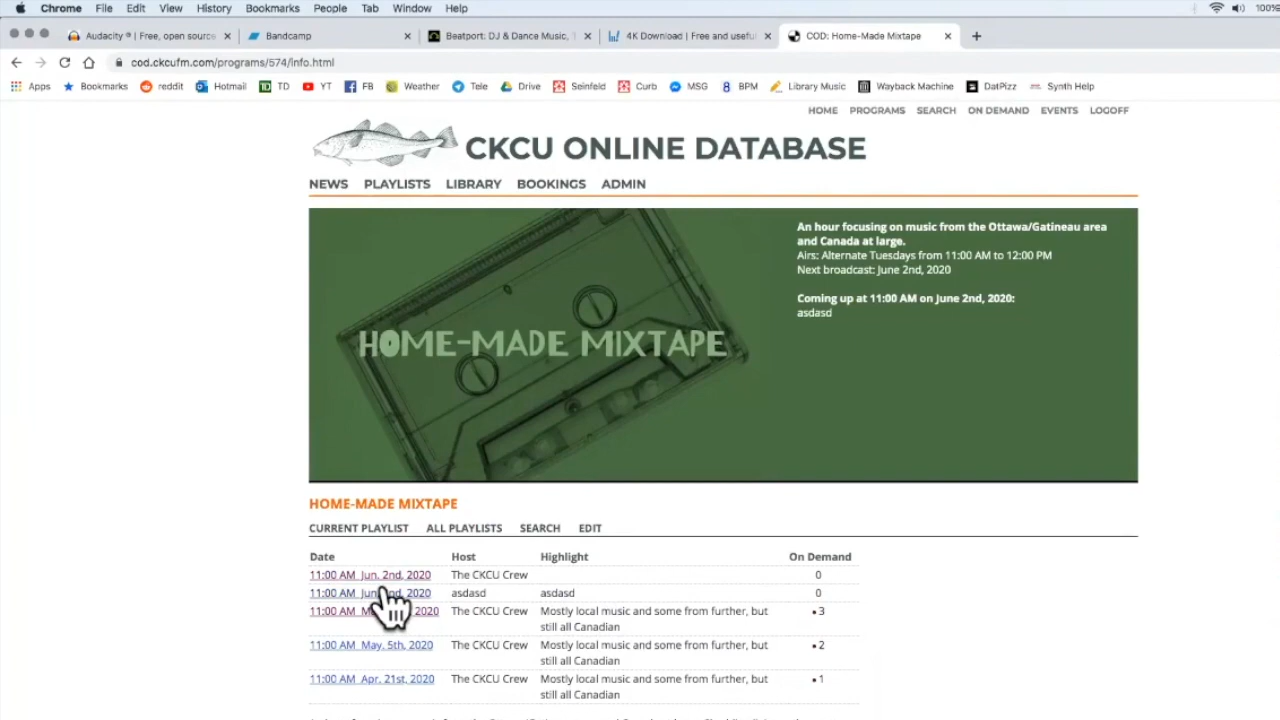 Chrome File Edit View History Bookmarks People Tab Window Help 100%
Audacity ® | Free, open source Bandcamp Beatport: DJ & Dance Music, 4K Download | Free and useful COD: Home-Made Mixtape
cod.ckcufm.com/programs/574/info.html
Apps Bookmarks reddit Hotmail TD YT FB Weather Tele Drive Seinfeld Curb MSG BPM Library Music Wayback Machine DatPizz Synth Help
HOME PROGRAMS SEARCH ON DEMAND EVENTS LOGOFF
CKCU ONLINE DATABASE
NEWS PLAYLISTS LIBRARY BOOKINGS ADMIN
An hour focusing on music from the Ottawa/Gatineau area
and Canada at large.
Airs: Alternate Tuesdays from 11:00 AM to 12:00 PM
Next broadcast: June 2nd, 2020
Coming up at 11:00 AM on June 2nd, 2020:
asdasd
HOME-MADE MIXTAPE
HOME-MADE MIXTAPE
CURRENT PLAYLIST ALL PLAYLISTS SEARCH EDIT
Date Host Highlight On Demand
11:00 AM Jun. 2nd, 2020 The CKCU Crew 0
11:00 AM 2020 asdasd asdasd 0
11:00 AM 2020 The CKCU Crew Mostly local music and some from further, but • 3
still all Canadian
11:00 AM May. 5th, 2020 The CKCU Crew Mostly local music and some from further, but • 2
still all Canadian
11:00 AM Apr. 21st, 2020 The CKCU Crew Mostly local music and some from further, but • 1
still all Canadian